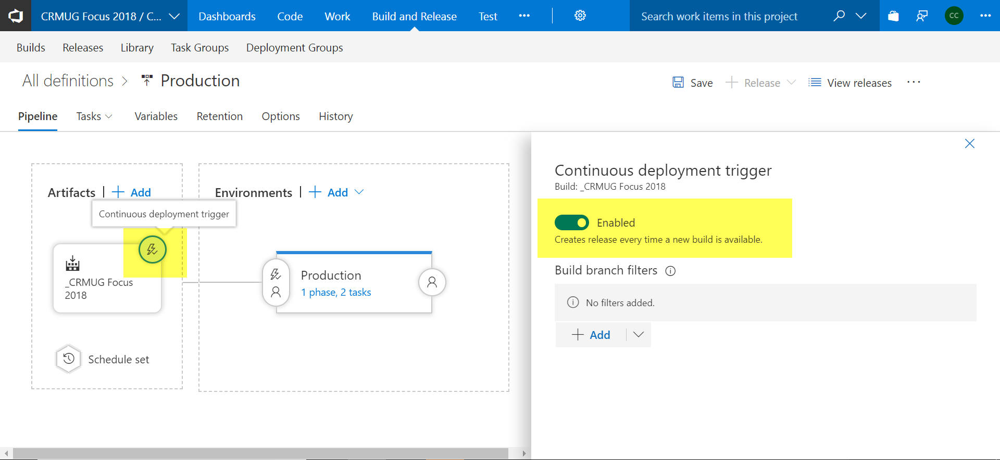 CRMUG Focus 2018 / C...
Dashboards
Code
Work
Build and Release
Test
Search work items in this project
CC
Builds
Releases
Library
Task Groups
Deployment Groups
All definitions
Production
Save
Release
View releases
Pipeline
Tasks
Variables
Retention
Options
History
Artifacts
Add
Environments
Add
Continuous deployment trigger
_CRMUG Focus
2018
Production
1 phase, 2 tasks
Schedule set
Continuous deployment trigger
Build: _CRMUG Focus 2018
Enabled
Creates release every time a new build is available.
Build branch filters
No filters added.
Add